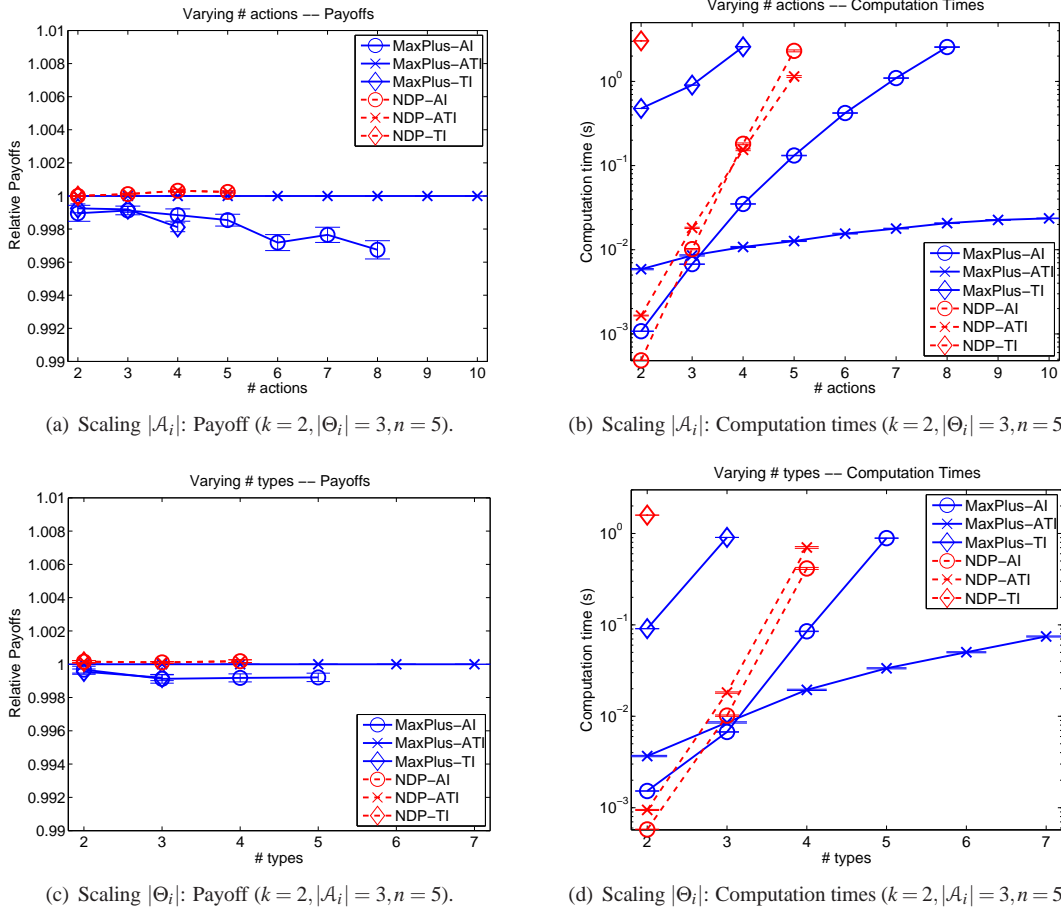 Varying # actions −− Payoffs
1.01
1.008
1.006
1.004
1.002
1
0.998
0.996
0.994
0.992
0.99
Relative Payoffs
2 3 4 5 6 7 8 9 10
# actions
MaxPlus−AI
MaxPlus−ATI
MaxPlus−TI
NDP−AI
NDP−ATI
NDP−TI
(a) Scaling |𝒜i|: Payoff (k = 2, |Θi| = 3, n = 5).
Varying # actions −− Computation Times
10^0
10^−1
10^−2
10^−3
Computation time (s)
2 3 4 5 6 7 8 9 10
# actions
MaxPlus−AI
MaxPlus−ATI
MaxPlus−TI
NDP−AI
NDP−ATI
NDP−TI
(b) Scaling |𝒜i|: Computation times (k = 2, |Θi| = 3, n = 5
Varying # types −− Payoffs
1.01
1.008
1.006
1.004
1.002
1
0.998
0.996
0.994
0.992
0.99
Relative Payoffs
2 3 4 5 6 7
# types
MaxPlus−AI
MaxPlus−ATI
MaxPlus−TI
NDP−AI
NDP−ATI
NDP−TI
(c) Scaling |Θi|: Payoff (k = 2, |𝒜i| = 3, n = 5).
Varying # types −− Computation Times
10^0
10^−1
10^−2
10^−3
Computation time (s)
2 3 4 5 6 7
# types
MaxPlus−AI
MaxPlus−ATI
MaxPlus−TI
NDP−AI
NDP−ATI
NDP−TI
(d) Scaling |Θi|: Computation times (k = 2, |𝒜i| = 3, n = 5